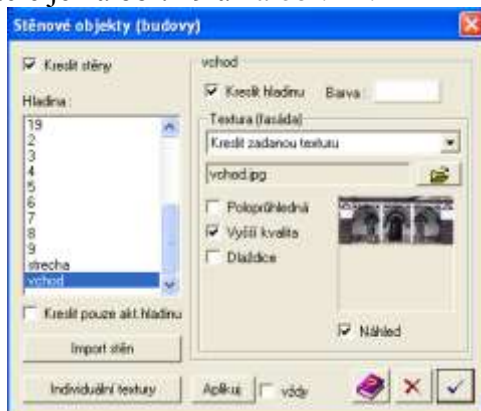 Stěnové objekty (budovy)
Kreslit stěny
Hladina :
19
2
3
4
5
6
7
8
9
strecha
vchod
Kreslit pouze akt.hladinu
Import stěn
Individuální textury
vchod
Kreslit hladinu
Barva :
Textura (fasáda)
Kreslit zadanou texturu
vchod.jpg
Poloprůhledná
Vyšší kvalita
Dlaždice
Náhled
Aplikuj
vždy